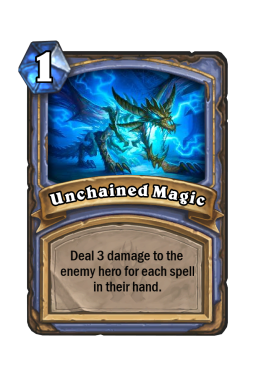 1
Unchained Magic
Deal 3 damage to the
enemy hero for each spell
in their hand.